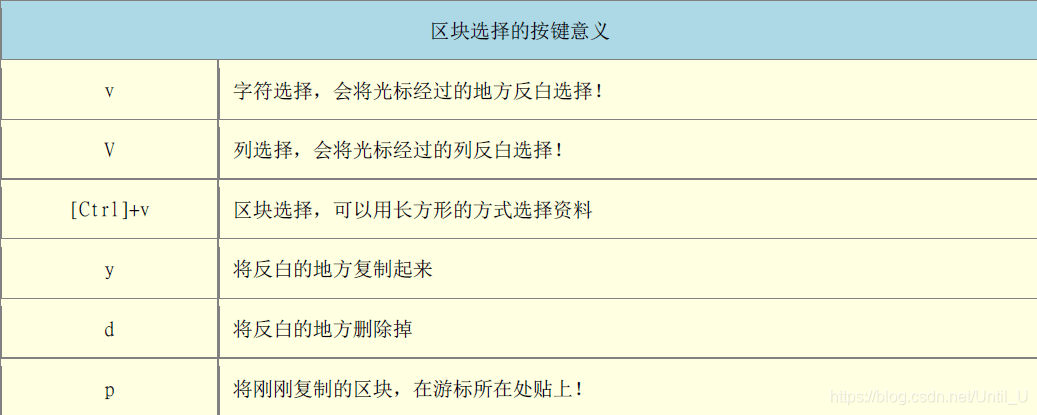 区块选择的按键意义
v 字符选择，会将光标经过的地方反白选择！
V 列选择，会将光标经过的列反白选择！
[Ctrl]+v 区块选择，可以用长方形的方式选择资料
y 将反白的地方复制起来
d 将反白的地方删除掉
p 将刚刚复制的区块，在游标所在处贴上！
https://blog.csdn.net/Until_U